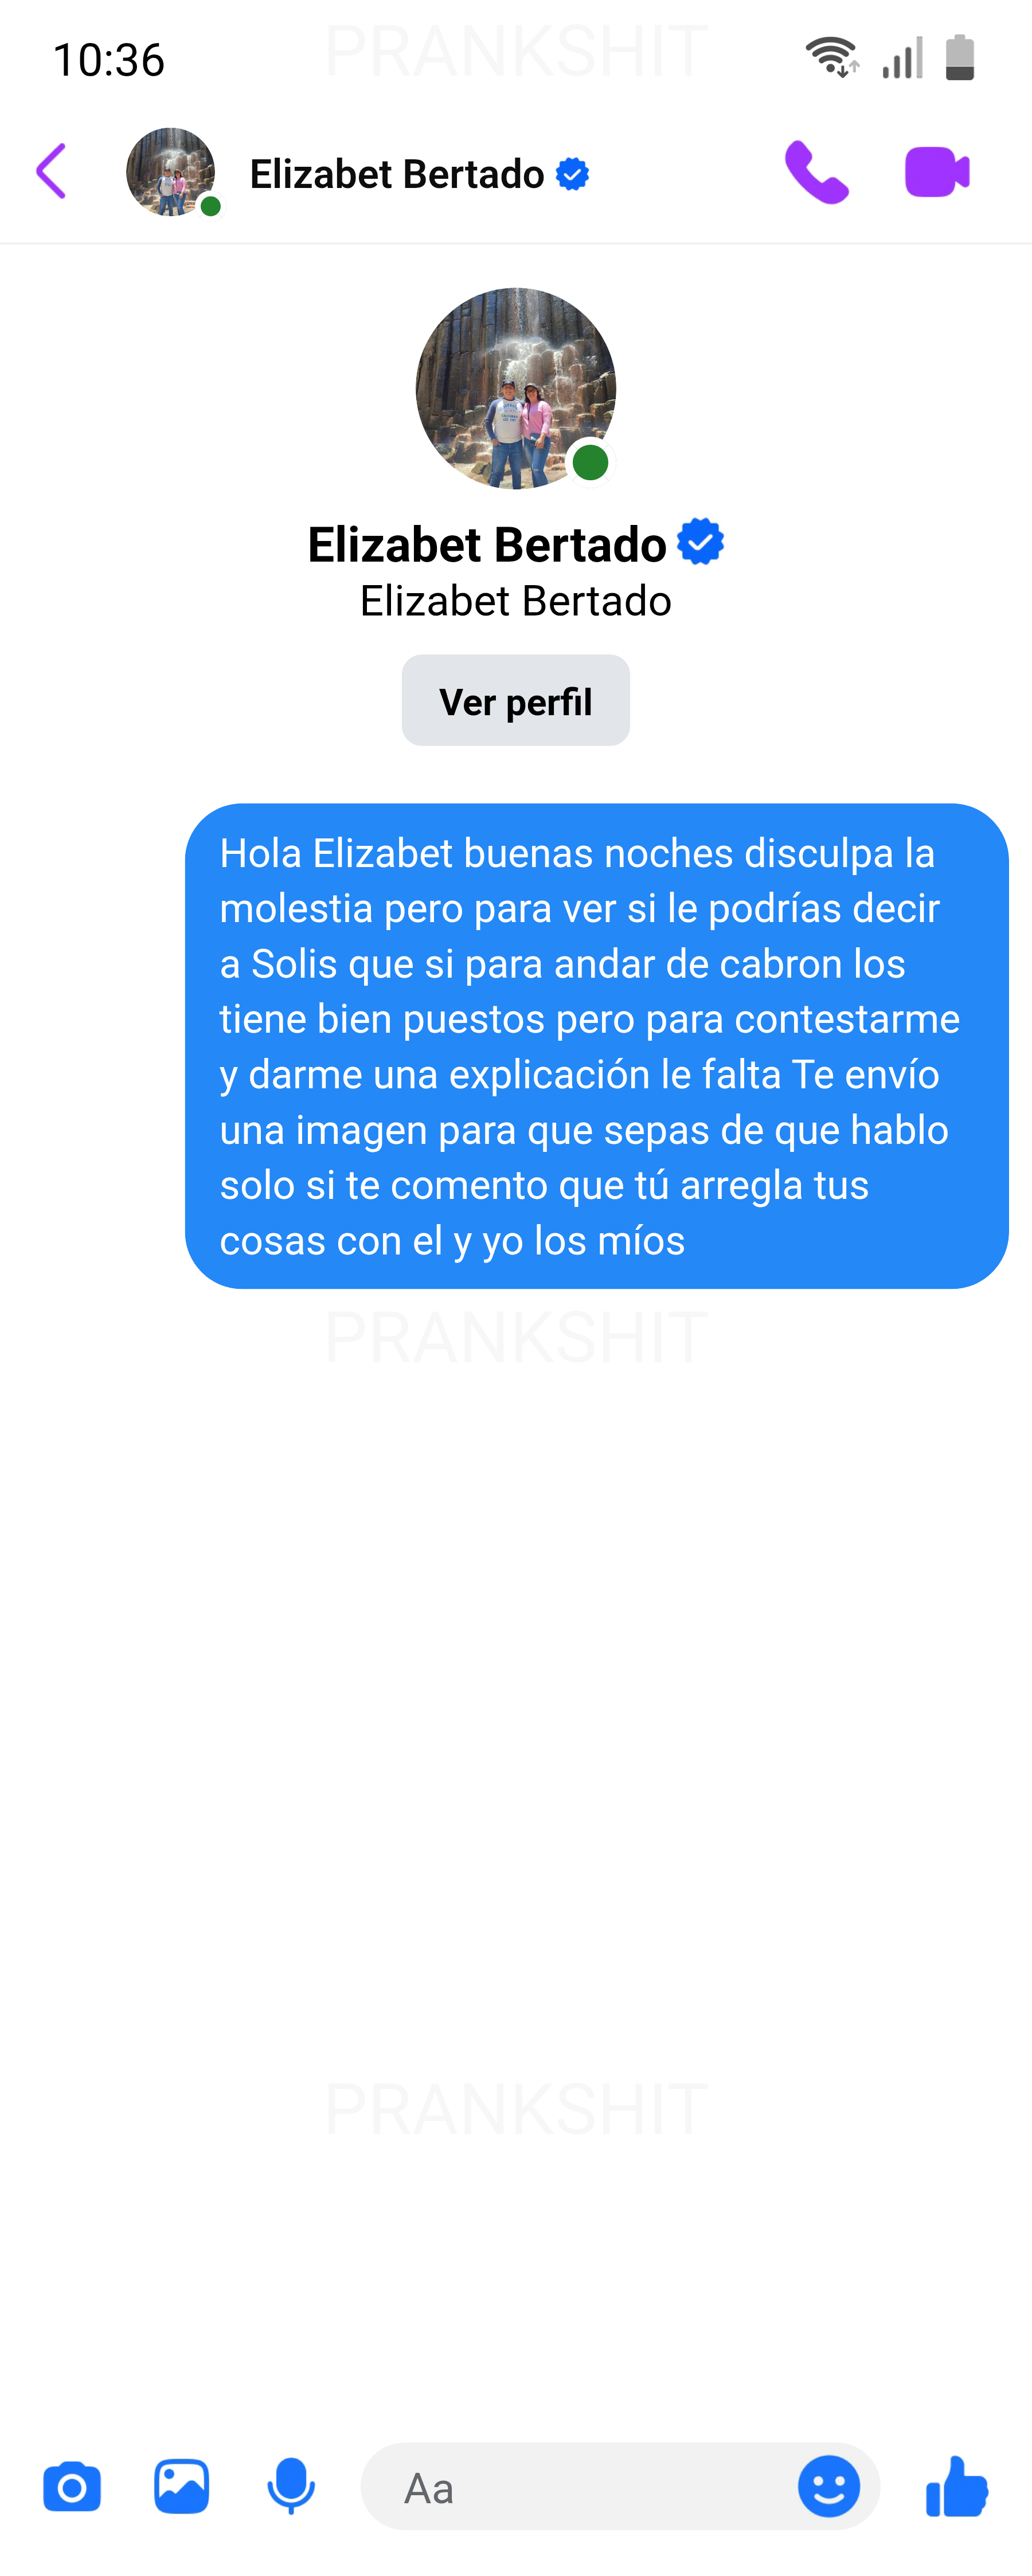 PRANKSHIT
10:36
Elizabet Bertado
Elizabet Bertado
Elizabet Bertado
Ver perfil
Hola Elizabet buenas noches disculpa la
molestia pero para ver si le podrías decir
a Solis que si para andar de cabron los
tiene bien puestos pero para contestarme
y darme una explicación le falta Te envío
una imagen para que sepas de que hablo
solo si te comento que tú arregla tus
cosas con el y yo los míos
PRANKSHIT
PRANKSHIT
Aa